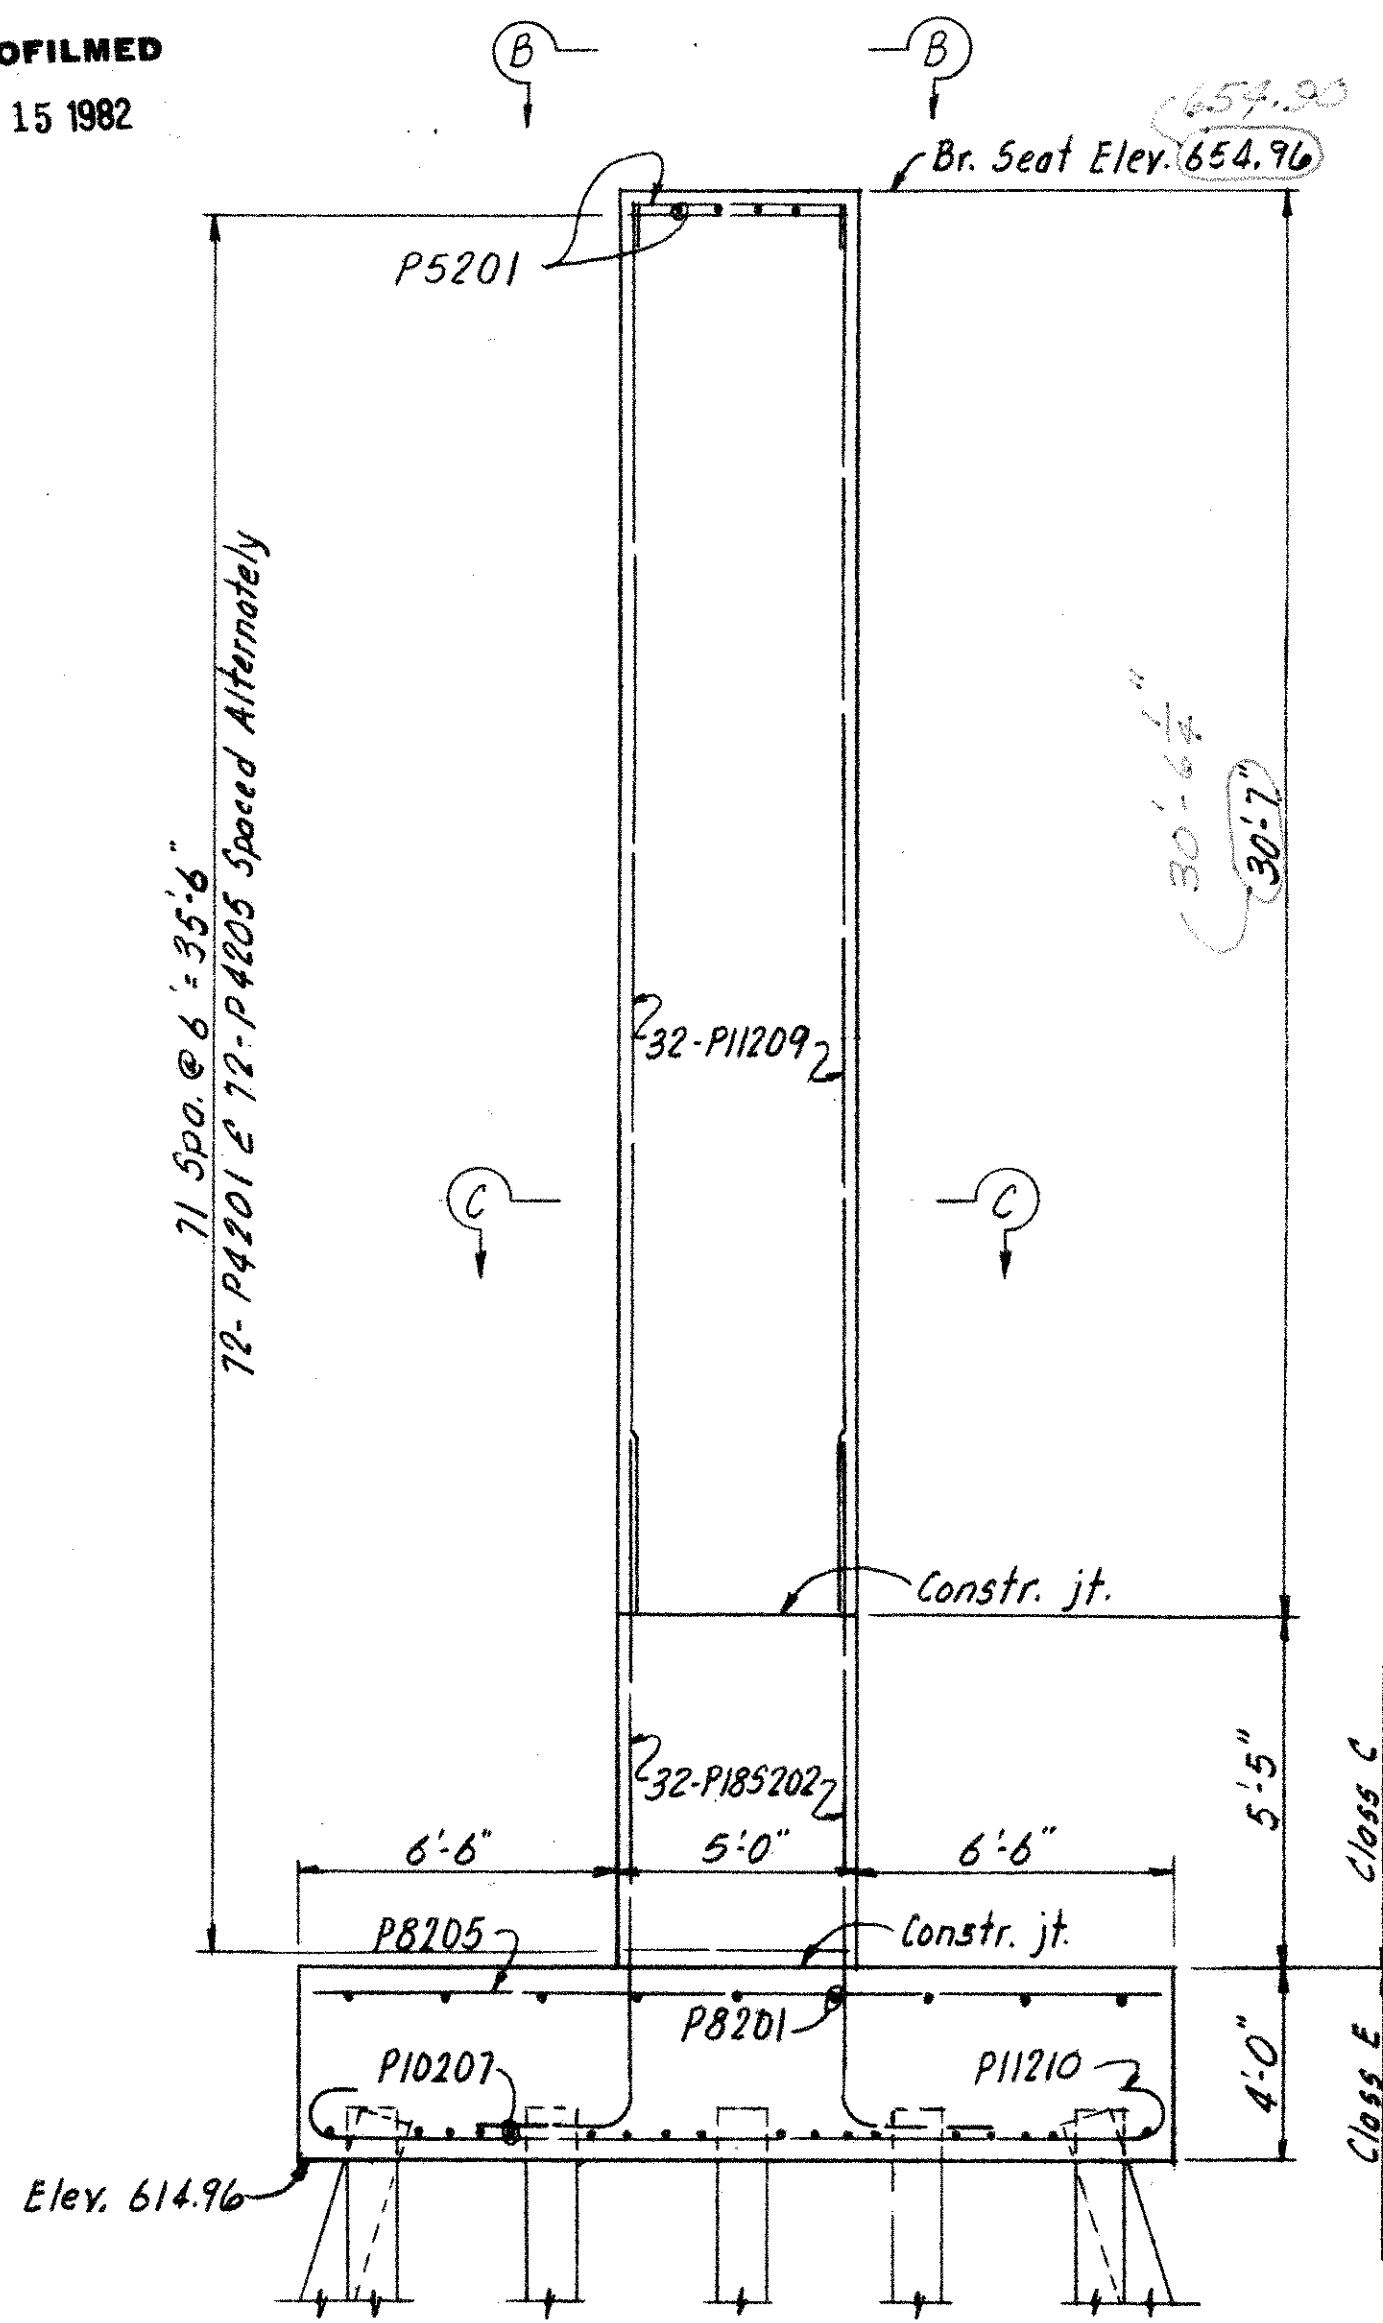 OFILMED
15 1982
B
B
654.90
Br. Seat Elev. 654.96
P5201
71 Spa. @ 6" = 35'-6"
72-P4201 & 72-P4205 Spaced Alternately
30'-6 1/4"
30'-7"
32-P11209
C
C
Constr. jt.
32-P18S202
5'-5"
Class C
6'-6"
5'-0"
6'-6"
P8205
Constr. jt.
P8201
P10207
P11210
4'-0"
Class E
Elev. 614.96